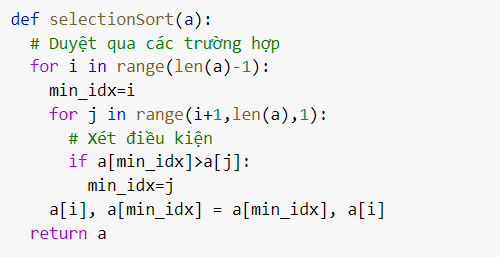 def selectionSort(a):
  # Duyệt qua các trường hợp
  for i in range(len(a)-1):
    min_idx=i
    for j in range(i+1,len(a),1):
      # Xét điều kiện
      if a[min_idx]>a[j]:
        min_idx=j
    a[i], a[min_idx] = a[min_idx], a[i]
  return a